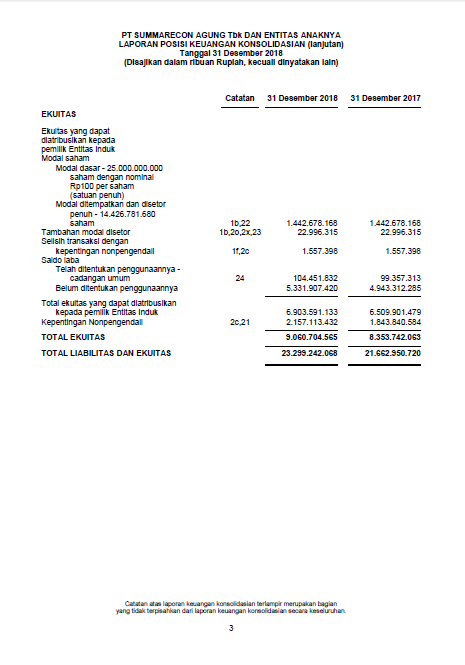 PT SUMMARECON AGUNG Tbk DAN ENTITAS ANAKNYA
LAPORAN POSISI KEUANGAN KONSOLIDASIAN (lanjutan)
Tanggal 31 Desember 2018
(Disajikan dalam ribuan Rupiah, kecuali dinyatakan lain)
Catatan 31 Desember 2018 31 Desember 2017
EKUITAS
Ekuitas yang dapat
diatribusikan kepada
pemilik Entitas Induk
Modal saham
Modal dasar - 25.000.000.000
saham dengan nominal
Rp100 per saham
(satuan penuh)
Modal ditempatkan dan disetor
penuh - 14.426.781.680
saham 1b,22 1.442.678.168 1.442.678.168
Tambahan modal disetor 1b,2o,2x,23 22.996.315 22.996.315
Selisih transaksi dengan
kepentingan nonpengendali 1f,2c 1.557.398 1.557.398
Saldo laba
Telah ditentukan penggunaannya -
cadangan umum 24 104.451.832 99.357.313
Belum ditentukan penggunaannya 5.331.907.420 4.943.312.285
Total ekuitas yang dapat diatribusikan
kepada pemilik Entitas Induk 6.903.591.133 6.509.901.479
Kepentingan Nonpengendali 2c,21 2.157.113.432 1.843.840.584
TOTAL EKUITAS 9.060.704.565 8.353.742.063
TOTAL LIABILITAS DAN EKUITAS 23.299.242.068 21.662.950.720
Catatan atas laporan keuangan konsolidasian terlampir merupakan bagian
yang tidak terpisahkan dari laporan keuangan konsolidasian secara keseluruhan.
3